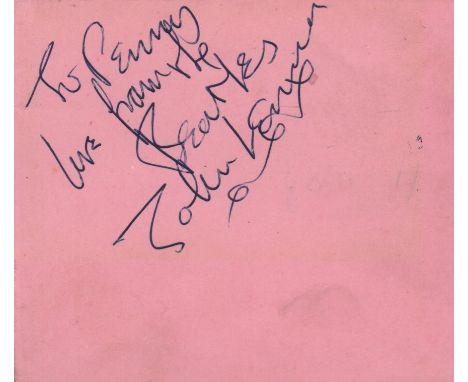 To Penny
love from the
Beatles
John Lennon